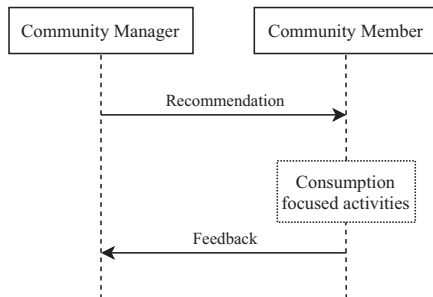 Community Manager
Community Member
Recommendation
Consumption
focused activities
Feedback